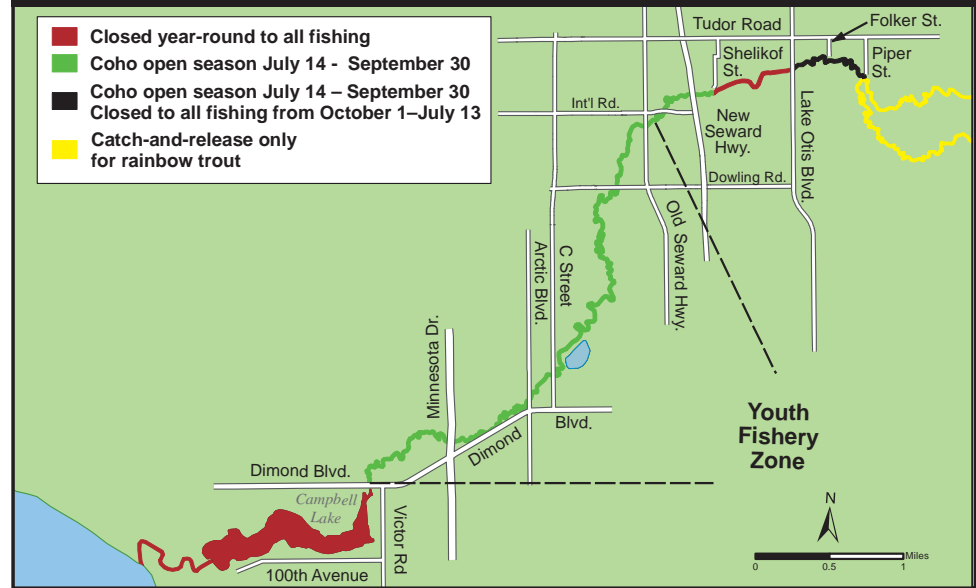 Closed year-round to all fishing
Coho open season July 14 - September 30
Coho open season July 14 – September 30
Closed to all fishing from October 1–July 13
Catch-and-release only
for rainbow trout
Tudor Road
Folker St.
Shelikof
St.
Piper
St.
Int'l Rd.
New
Seward
Hwy.
Lake Otis Blvd.
Dowling Rd.
Old Seward Hwy.
Arctic Blvd.
C Street
Minnesota Dr.
Dimond
Blvd.
Youth
Fishery
Zone
Dimond Blvd.
Campbell
Lake
Victor Rd
100th Avenue
N
Miles
0
0.5
1